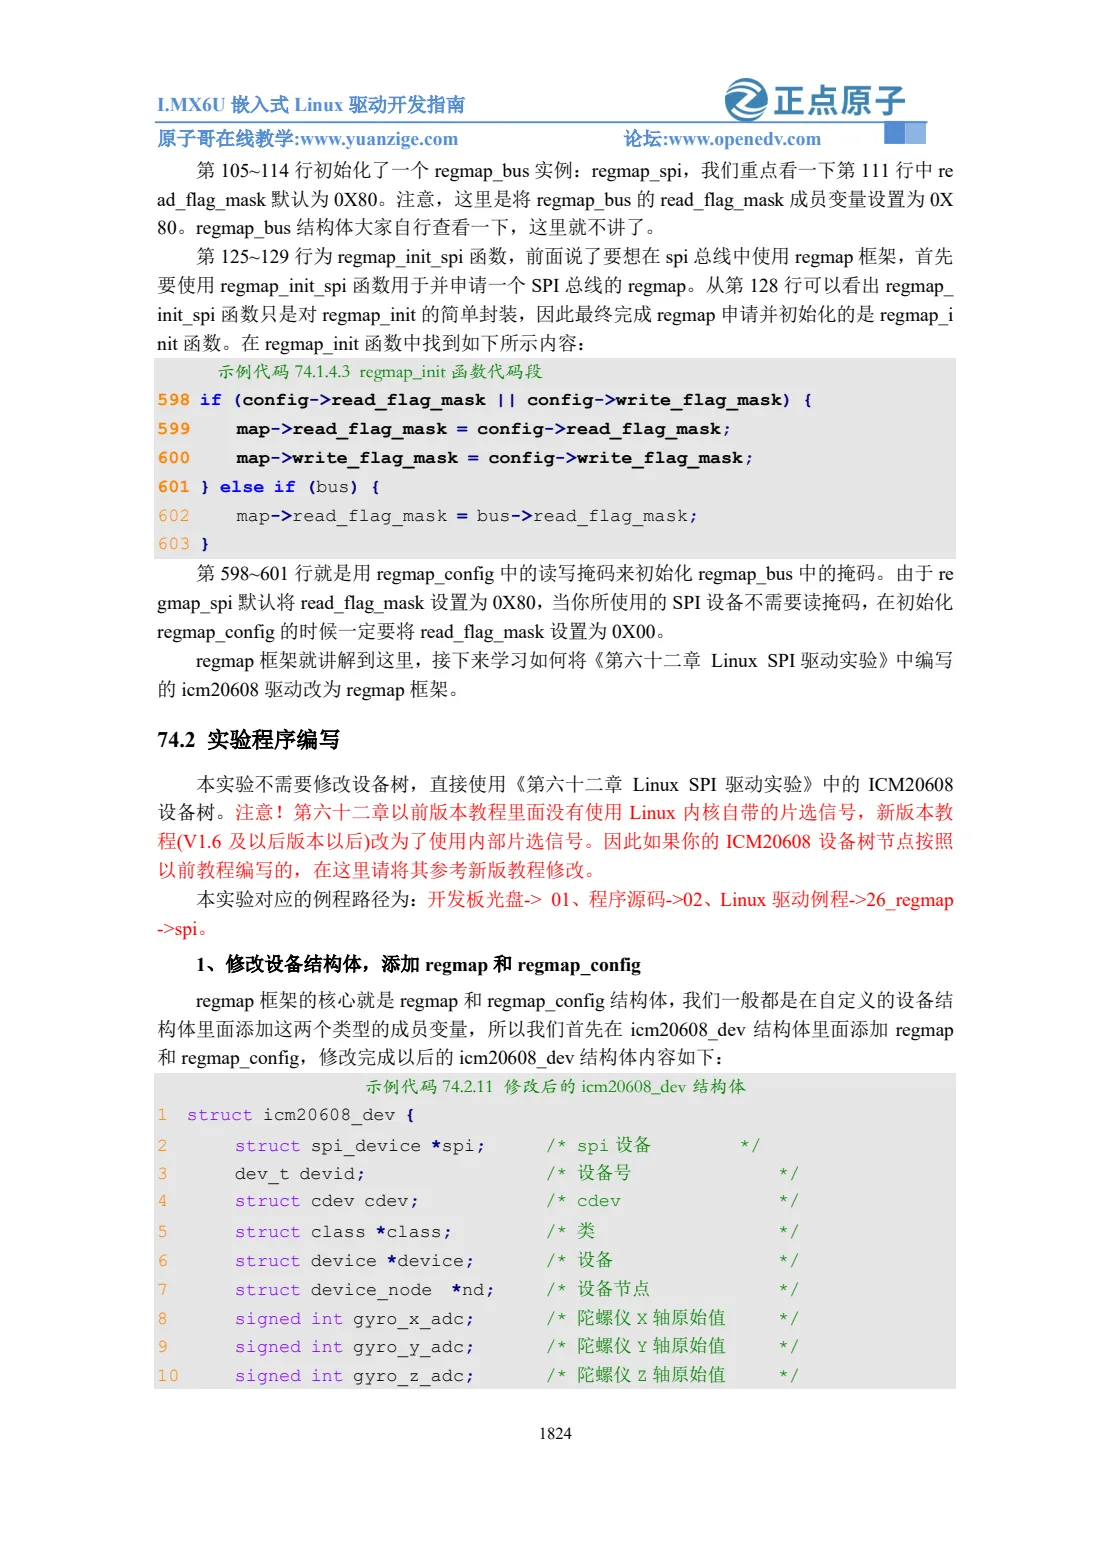 I.MX6U 嵌入式 Linux 驱动开发指南
正点原子
原子哥在线教学:www.yuanzige.com 论坛:www.openedv.com
第 105~114 行初始化了一个 regmap_bus 实例：regmap_spi，我们重点看一下第 111 行中 re
ad_flag_mask 默认为 0X80。注意，这里是将 regmap_bus 的 read_flag_mask 成员变量设置为 0X
80。regmap_bus 结构体大家自行查看一下，这里就不讲了。
第 125~129 行为 regmap_init_spi 函数，前面说了要想在 spi 总线中使用 regmap 框架，首先
要使用 regmap_init_spi 函数用于并申请一个 SPI 总线的 regmap。从第 128 行可以看出 regmap_
init_spi 函数只是对 regmap_init 的简单封装，因此最终完成 regmap 申请并初始化的是 regmap_i
nit 函数。在 regmap_init 函数中找到如下所示内容：
示例代码 74.1.4.3 regmap_init 函数代码段
598 if (config->read_flag_mask || config->write_flag_mask) {
599     map->read_flag_mask = config->read_flag_mask;
600     map->write_flag_mask = config->write_flag_mask;
601 } else if (bus) {
602     map->read_flag_mask = bus->read_flag_mask;
603 }
第 598~601 行就是用 regmap_config 中的读写掩码来初始化 regmap_bus 中的掩码。由于 re
gmap_spi 默认将 read_flag_mask 设置为 0X80，当你所使用的 SPI 设备不需要读掩码，在初始化
regmap_config 的时候一定要将 read_flag_mask 设置为 0X00。
regmap 框架就讲解到这里，接下来学习如何将《第六十二章 Linux SPI 驱动实验》中编写
的 icm20608 驱动改为 regmap 框架。
74.2 实验程序编写
本实验不需要修改设备树，直接使用《第六十二章 Linux SPI 驱动实验》中的 ICM20608
设备树。注意！第六十二章以前版本教程里面没有使用 Linux 内核自带的片选信号，新版本教
程(V1.6 及以后版本以后)改为了使用内部片选信号。因此如果你的 ICM20608 设备树节点按照
以前教程编写的，在这里请将其参考新版教程修改。
本实验对应的例程路径为：开发板光盘-> 01、程序源码->02、Linux 驱动例程->26_regmap
->spi。
1、修改设备结构体，添加 regmap 和 regmap_config
regmap 框架的核心就是 regmap 和 regmap_config 结构体，我们一般都是在自定义的设备结
构体里面添加这两个类型的成员变量，所以我们首先在 icm20608_dev 结构体里面添加 regmap
和 regmap_config，修改完成以后的 icm20608_dev 结构体内容如下：
示例代码 74.2.11 修改后的 icm20608_dev 结构体
1 struct icm20608_dev {
2     struct spi_device *spi; /* spi 设备 */
3     dev_t devid; /* 设备号 */
4     struct cdev cdev; /* cdev */
5     struct class *class; /* 类 */
6     struct device *device; /* 设备 */
7     struct device_node *nd; /* 设备节点 */
8     signed int gyro_x_adc; /* 陀螺仪 X 轴原始值 */
9     signed int gyro_y_adc; /* 陀螺仪 Y 轴原始值 */
10     signed int gyro_z_adc; /* 陀螺仪 Z 轴原始值 */
1824